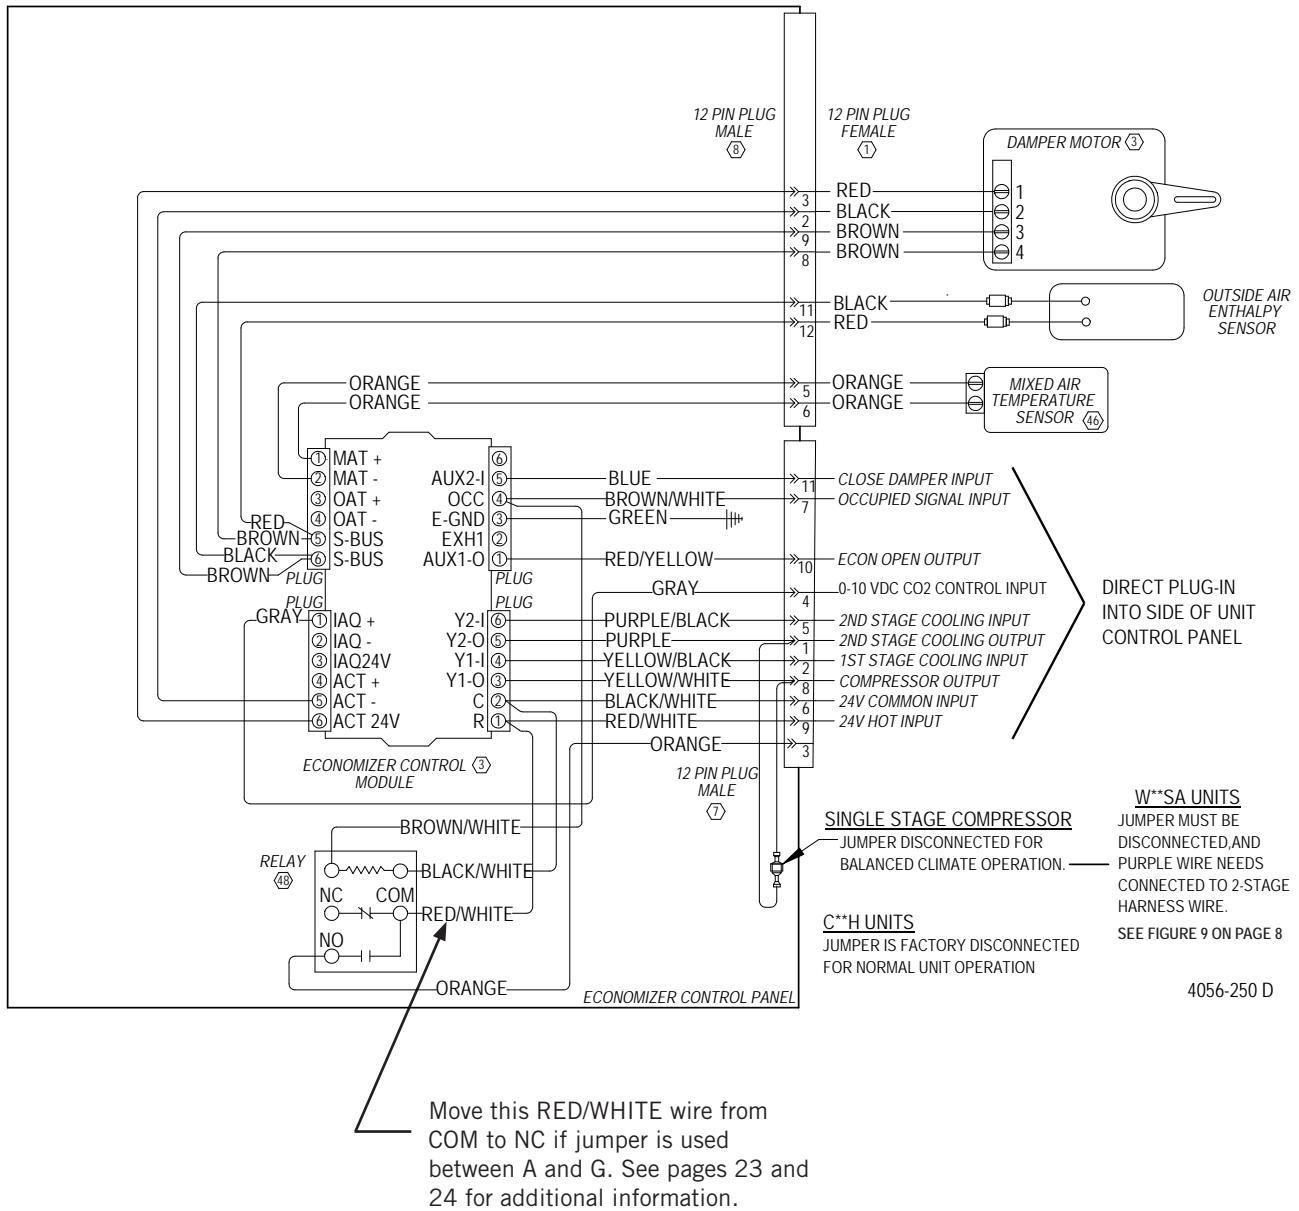 12 PIN PLUG
MALE
8
12 PIN PLUG
FEMALE
1
DAMPER MOTOR 3
RED
3
1
BLACK
2
2
BROWN
9
3
BROWN
8
4
BLACK
11
RED
12
OUTSIDE AIR
ENTHALPY
SENSOR
ORANGE
ORANGE
5
ORANGE
ORANGE
6
MIXED AIR
TEMPERATURE
SENSOR 46
1 MAT +
2 MAT -
3 OAT +
4 OAT -
5 S-BUS
6 S-BUS
RED
BROWN
BLACK
BROWN
PLUG
6
AUX2-I 5
OCC 4
E-GND 3
EXH1 2
AUX1-O 1
PLUG
BLUE
11
CLOSE DAMPER INPUT
BROWN/WHITE
7
OCCUPIED SIGNAL INPUT
GREEN
RED/YELLOW
10
ECON OPEN OUTPUT
GRAY
4
0-10 VDC CO2 CONTROL INPUT
PLUG
GRAY
1 IAQ +
2 IAQ -
3 IAQ24V
4 ACT +
5 ACT -
6 ACT 24V
PLUG
Y2-I 6
Y2-O 5
Y1-I 4
Y1-O 3
C 2
R 1
PURPLE/BLACK
5
2ND STAGE COOLING INPUT
PURPLE
1
2ND STAGE COOLING OUTPUT
YELLOW/BLACK
2
1ST STAGE COOLING INPUT
YELLOW/WHITE
8
COMPRESSOR OUTPUT
BLACK/WHITE
6
24V COMMON INPUT
RED/WHITE
9
24V HOT INPUT
ORANGE
3
DIRECT PLUG-IN
INTO SIDE OF UNIT
CONTROL PANEL
ECONOMIZER CONTROL 3
MODULE
12 PIN PLUG
MALE
7
BROWN/WHITE
RELAY
48
BLACK/WHITE
NC
COM
RED/WHITE
NO
ORANGE
ECONOMIZER CONTROL PANEL
SINGLE STAGE COMPRESSOR
JUMPER DISCONNECTED FOR
BALANCED CLIMATE OPERATION.
C**H UNITS
JUMPER IS FACTORY DISCONNECTED
FOR NORMAL UNIT OPERATION
W**SA UNITS
JUMPER MUST BE
DISCONNECTED,AND
PURPLE WIRE NEEDS
CONNECTED TO 2-STAGE
HARNESS WIRE.
SEE FIGURE 9 ON PAGE 8
4056-250 D
Move this RED/WHITE wire from
COM to NC if jumper is used
between A and G. See pages 23 and
24 for additional information.